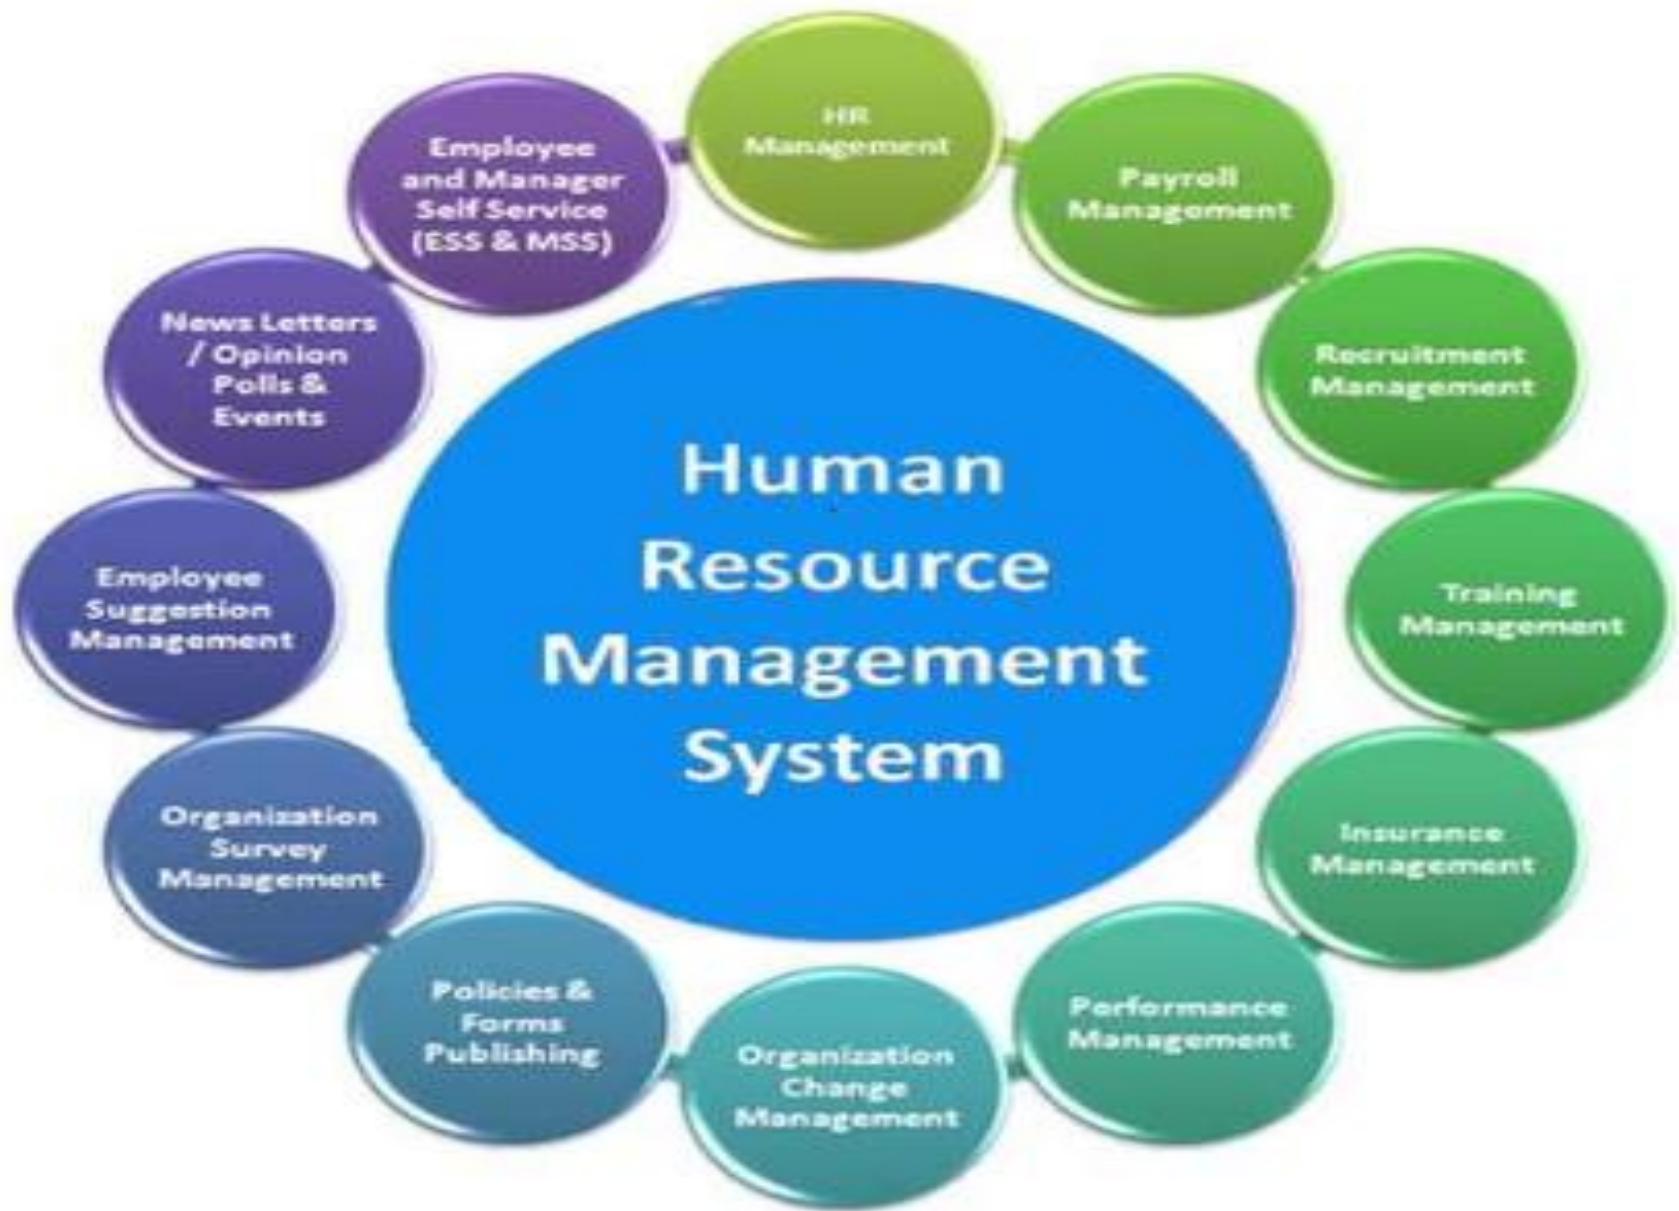 HR
Management
Payroll
Management
Recruitment
Management
Training
Management
Insurance
Management
Performance
Management
Organization
Change
Management
Policies &
Forms
Publishing
Organization
Survey
Management
Employee
Suggestion
Management
News Letters
/ Opinion
Polls &
Events
Employee
and Manager
Self Service
(ESS & MSS)
Human
Resource
Management
System